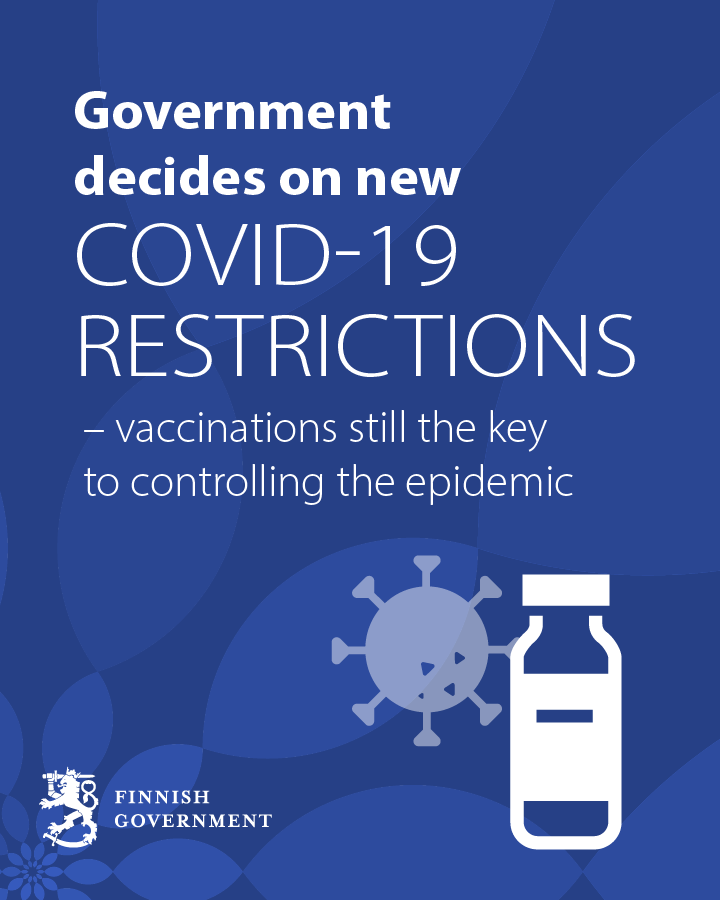 Government
decides on new
COVID-19
RESTRICTIONS
– vaccinations still the key
to controlling the epidemic
FINNISH
GOVERNMENT